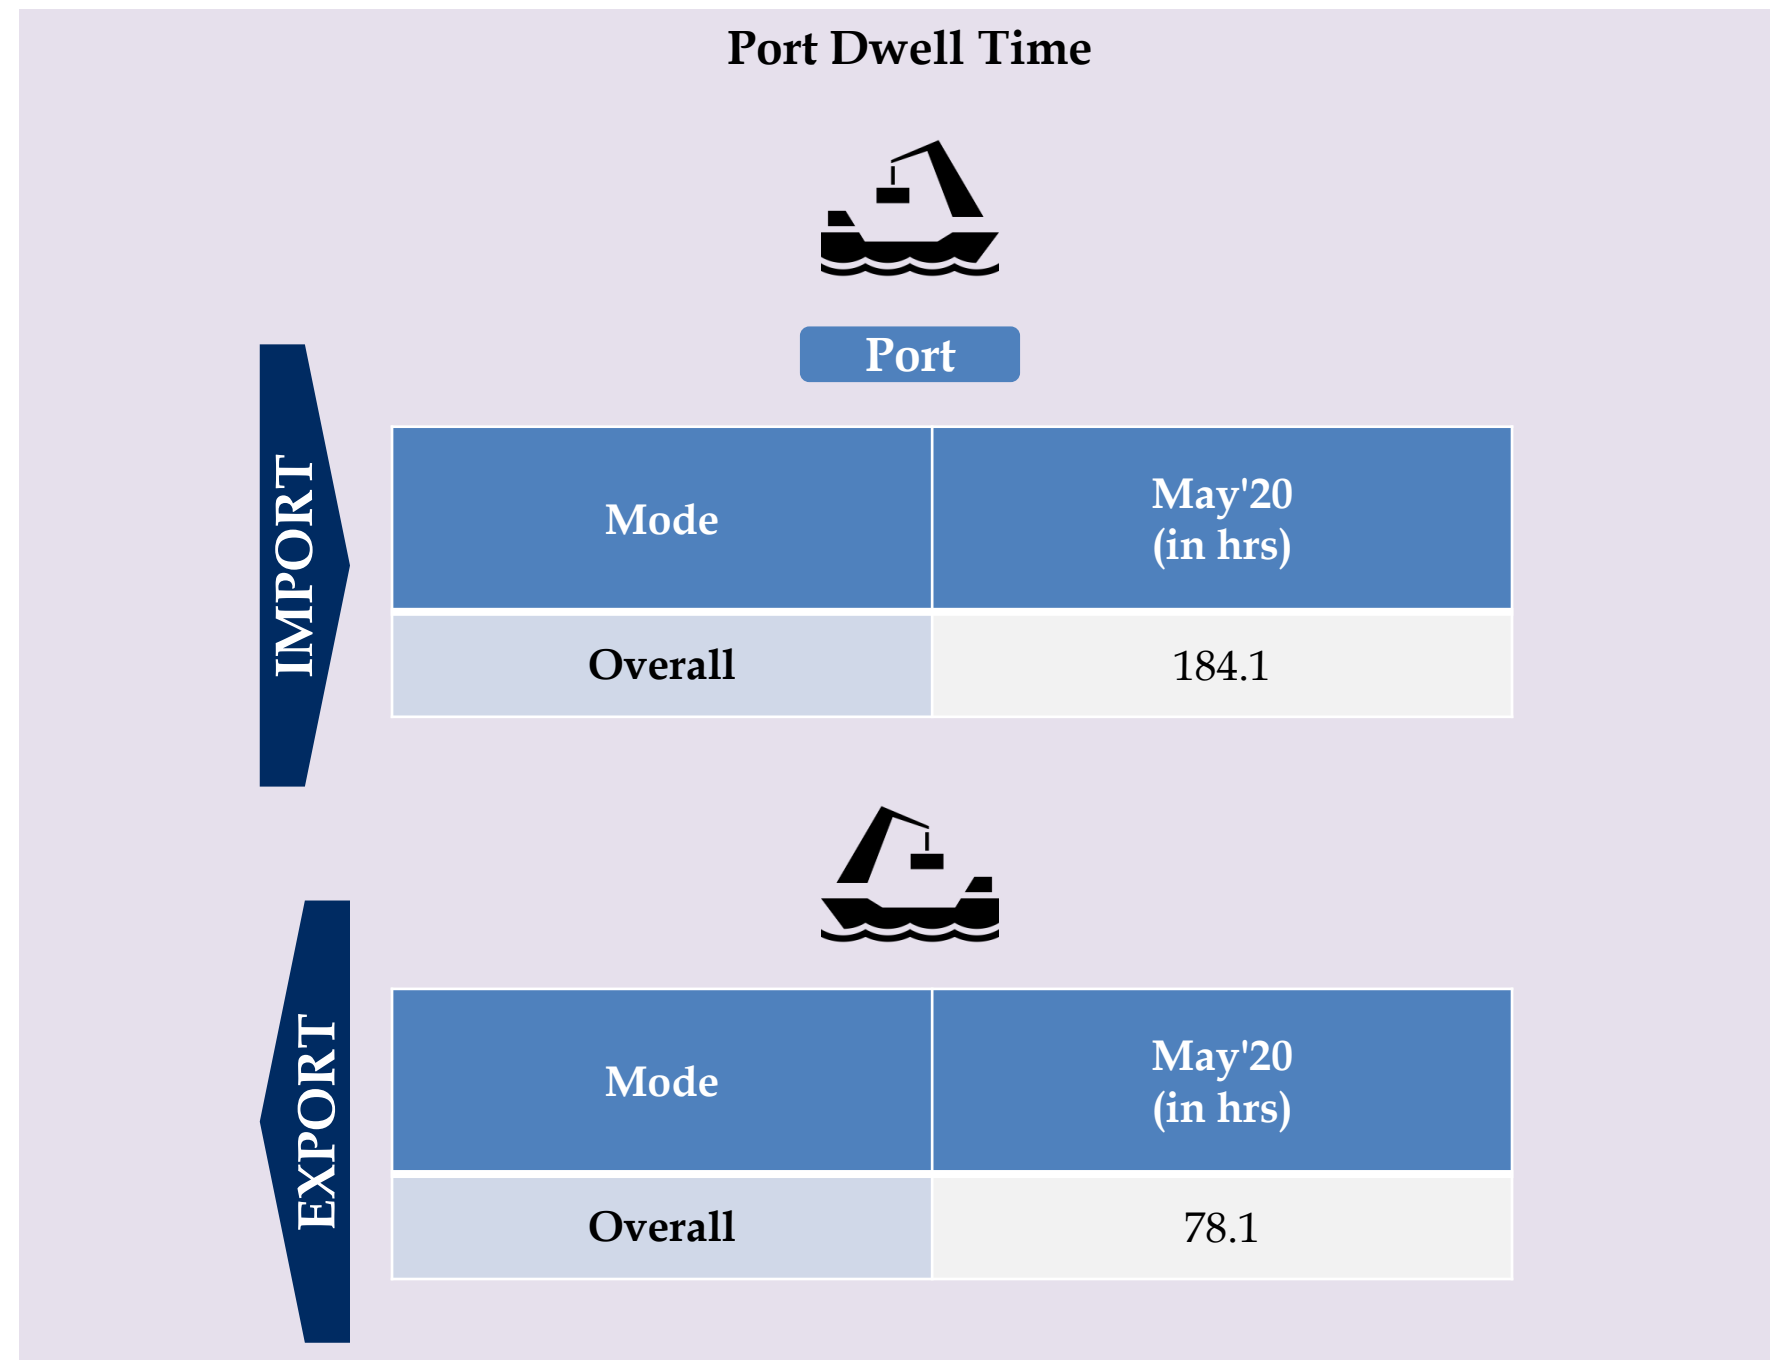 Port Dwell Time
Port
IMPORT
Mode
May'20
(in hrs)
Overall
184.1
EXPORT
Mode
May'20
(in hrs)
Overall
78.1